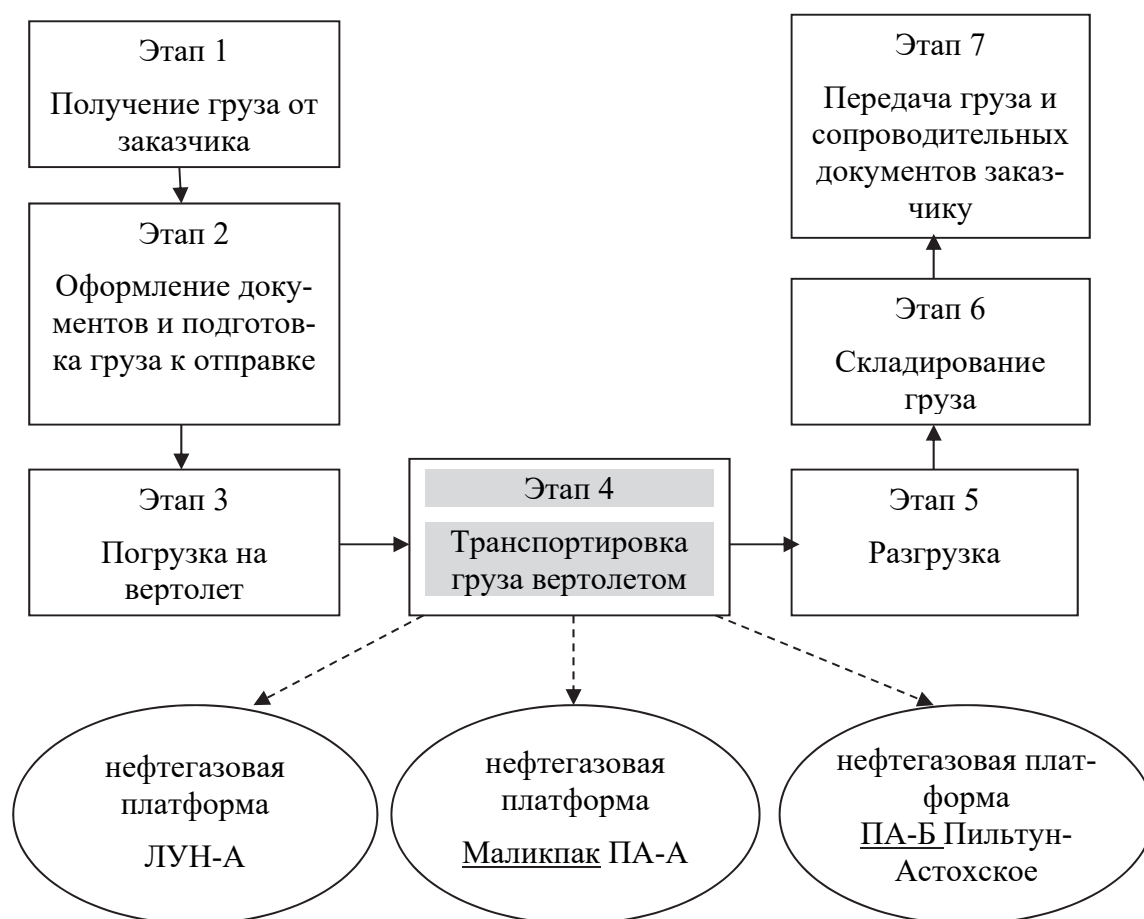 Этап 1
Получение груза от
заказчика
Этап 2
Оформление доку-
ментов и подготов-
ка груза к отправке
Этап 3
Погрузка на
вертолет
Этап 4
Транспортировка
груза вертолетом
Этап 5
Разгрузка
Этап 6
Складирование
груза
Этап 7
Передача груза и
сопроводительных
документов заказ-
чику
нефтегазовая
платформа
ЛУН-А
нефтегазовая
платформа
Маликпак ПА-А
нефтегазовая плат-
форма
ПА-Б Пильтун-
Астохское